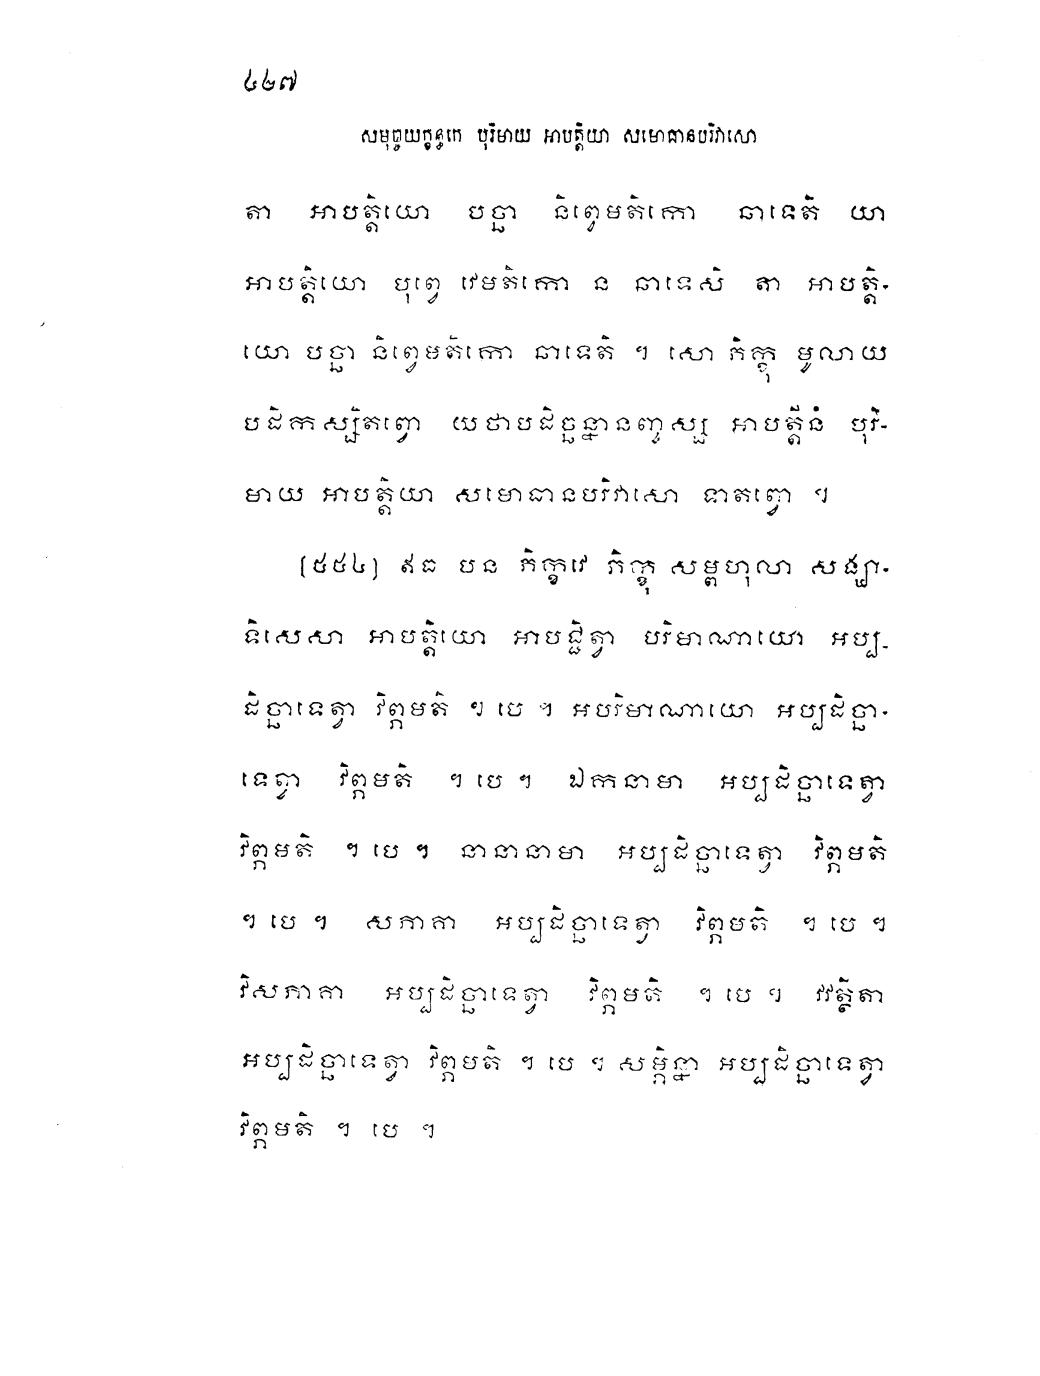 ៤២៧
សមុច្ចយក្ខន្ធកេ បុរិមាយ អាបត្តិយា សមោធានបរិវាសោ
តា អាបត្តិយោ បច្ឆា និព្វេមតិកោ ឆាទេតិ យា
អាបត្តិយោ បុព្វេ វេមតិកោ ន ឆាទេសិ តា អាបត្តិ-
យោ បច្ឆា និព្វេមតិកោ ឆាទេតិ ។ សោ ភិក្ខុ មូលាយ
បដិកស្សិតព្វោ យថាបដិច្ឆន្នានញ្ចស្ស អាបត្តីនំ បុរិ-
មាយ អាបត្តិយា សមោធានបរិវាសោ ទាតព្វោ ។
[៥៥៤] ឥធ បន ភិក្ខវេ ភិក្ខុ សម្ពហុលា សង្ឃា-
ទិសេសា អាបត្តិយោ អាបជ្ជិត្វា បរិមាណាយោ អប្ប-
ដិច្ឆាទេត្វា វិព្ភមតិ ។ បេ ។ អបរិមាណាយោ អប្បដិច្ឆា-
ទេត្វា វិព្ភមតិ ។ បេ ។ ឯកនាមា អប្បដិច្ឆាទេត្វា
វិព្ភមតិ ។ បេ ។ នានានាមា អប្បដិច្ឆាទេត្វា វិព្ភមតិ
។ បេ ។ សភាគា អប្បដិច្ឆាទេត្វា វិព្ភមតិ ។ បេ ។
វិសភាគា អប្បដិច្ឆាទេត្វា វិព្ភមតិ ។ បេ ។ វវត្ថិតា
អប្បដិច្ឆាទេត្វា វិព្ភមតិ ។ បេ ។ សម្ភិន្នា អប្បដិច្ឆាទេត្វា
វិព្ភមតិ ។ បេ ។